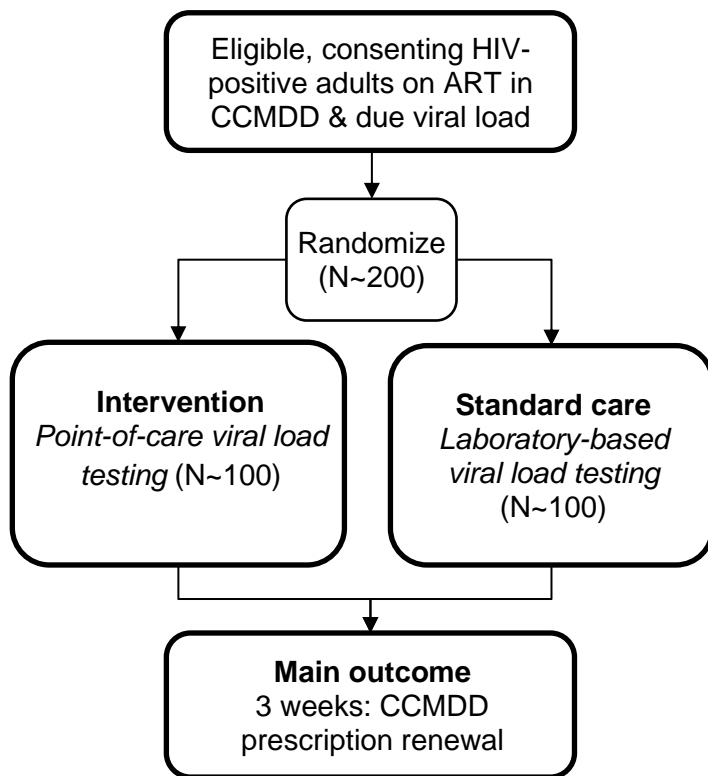 Eligible, consenting HIV-
positive adults on ART in
CCMDD & due viral load
Randomize
(N~200)
Intervention
Point-of-care viral load
testing (N~100)
Standard care
Laboratory-based
viral load testing
(N~100)
Main outcome
3 weeks: CCMDD
prescription renewal